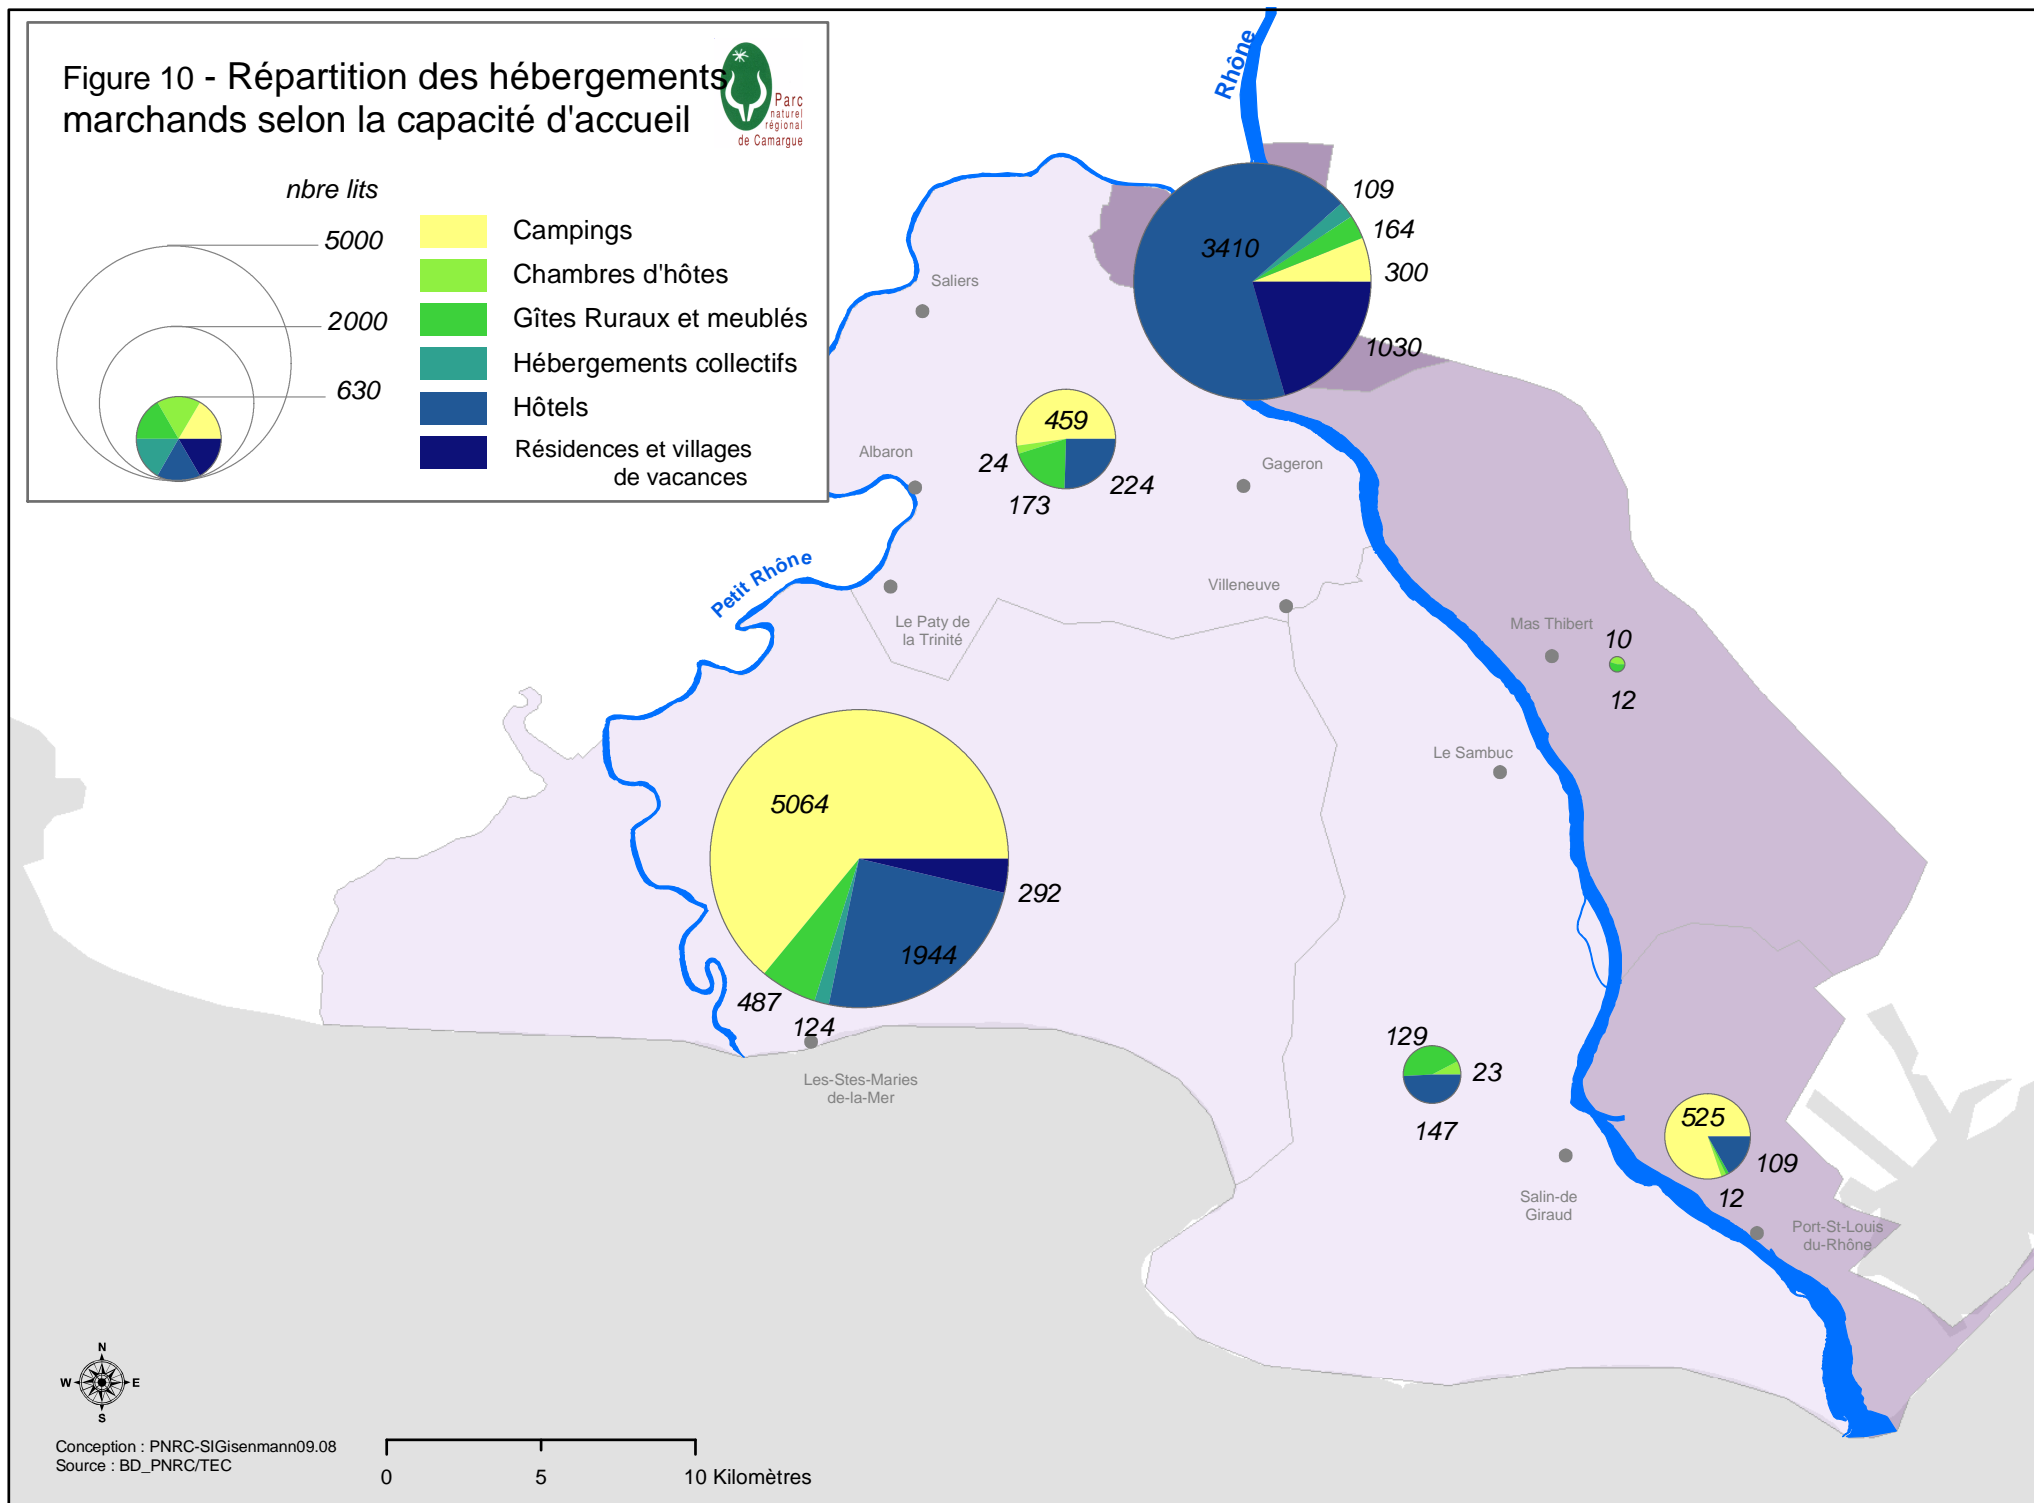 Figure 10 - Répartition des hébergements
marchands selon la capacité d'accueil
Parc
naturel
régional
de Camargue
nbre lits
5000
2000
630
Campings
Chambres d'hôtes
Gîtes Ruraux et meublés
Hébergements collectifs
Hôtels
Résidences et villages
de vacances
Rhône
109
164
300
3410
1030
Saliers
459
24
173
224
Albaron
Gageron
Petit Rhône
Le Paty de
la Trinité
Villeneuve
Mas Thibert
10
12
Le Sambuc
5064
292
1944
487
124
Les-Stes-Maries
de-la-Mer
129
23
147
525
109
12
Salin-de
Giraud
Port-St-Louis
du-Rhône
N
W
E
S
Conception : PNRC-SIGisenmann09.08
Source : BD_PNRC/TEC
0
5
10 Kilomètres